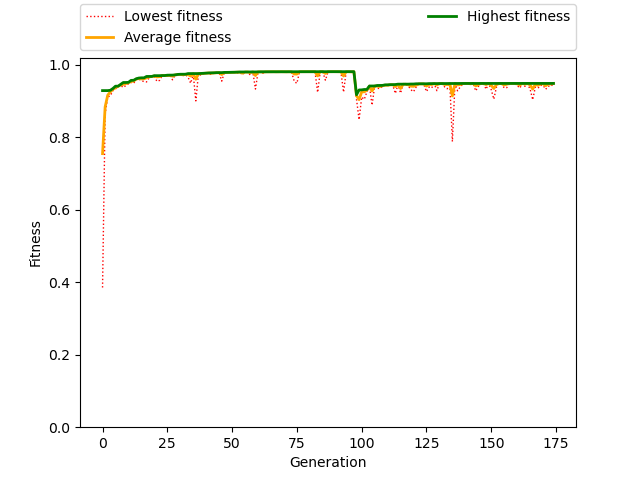 Lowest fitness
Average fitness
Highest fitness
1.0
0.8
0.6
0.4
0.2
0.0
Fitness
0 25 50 75 100 125 150 175
Generation